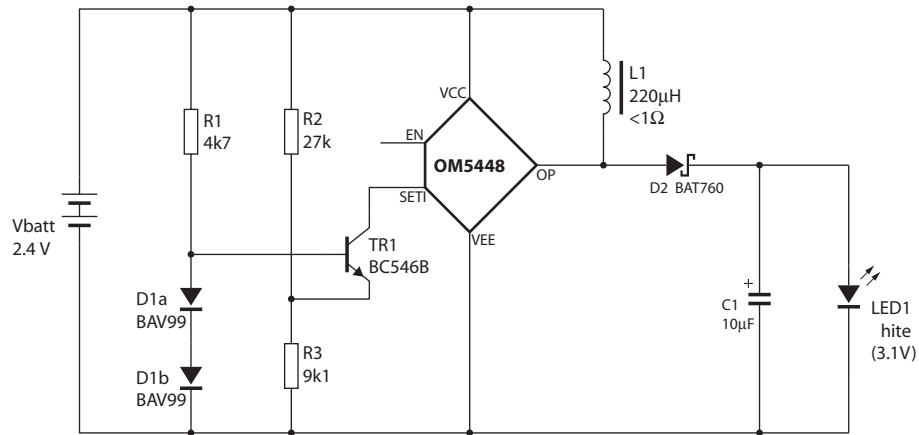 R1
4k7
R2
27k
VCC
EN
OM5448
OP
SETI
VEE
L1
220μH
<1Ω
D2 BAT760
Vbatt
2.4 V
TR1
BC546B
D1a
BAV99
D1b
BAV99
R3
9k1
+
C1
10μF
LED1
hite
(3.1V)